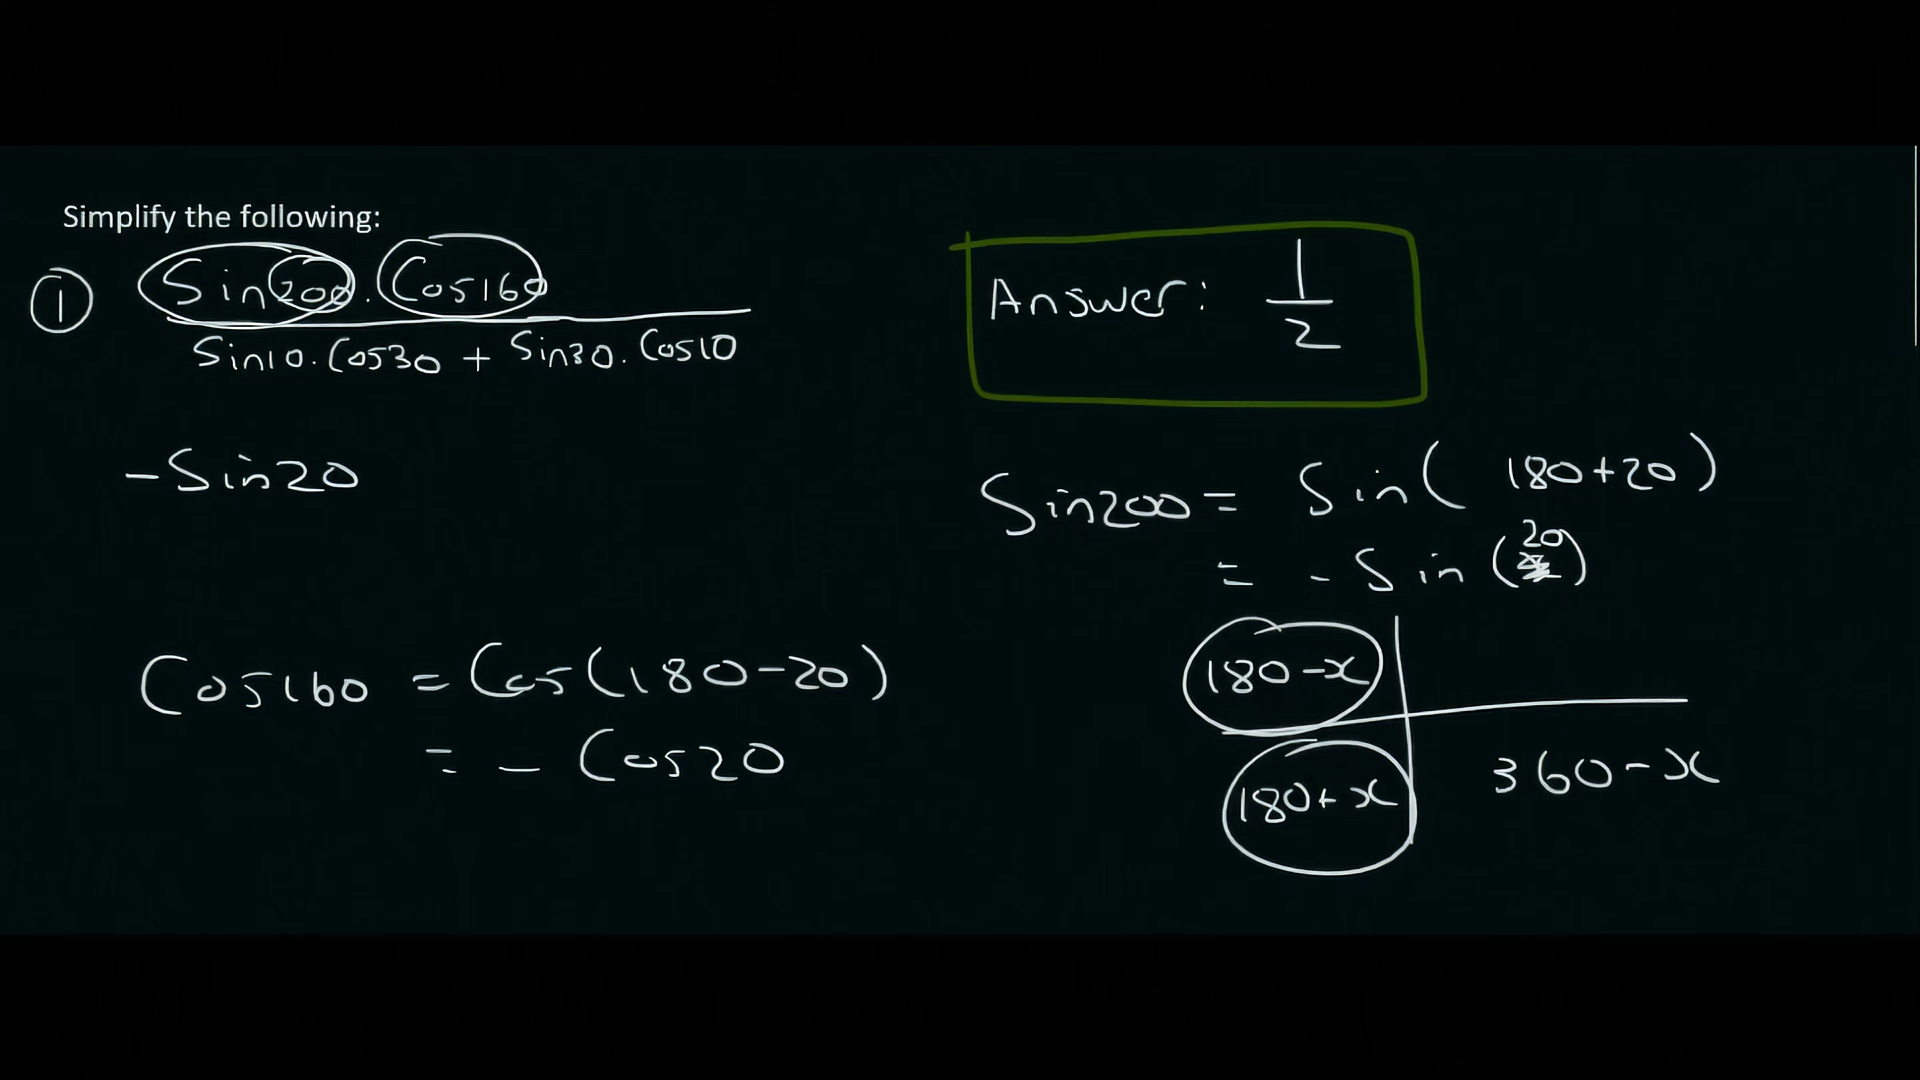 Simplify the following:
① Sin200 . Cos160
Sin10 . Cos30 + Sin30 . Cos10
Answer: 1/2
-Sin20
Sin200 = Sin( 180+20)
= - Sin (20)
Cos160 = Cos(180-20)
= - Cos20
180-x
180+x
360-x